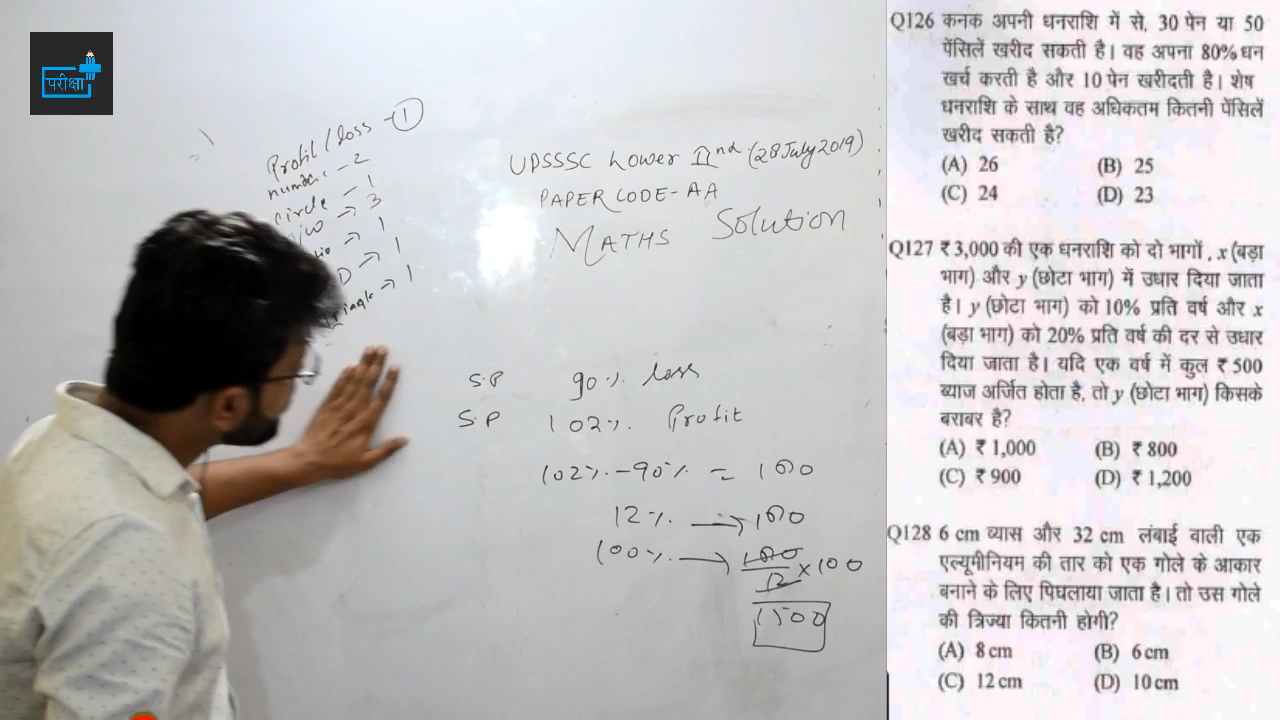 परीक्षा
Profit/loss - 1
- 2
circle - 1
→ 3
→ 1
D → 1
→ 1
UPSSSC Lower IInd (28 July 2019)
PAPER CODE - AA
MATHS Solution
S.P 90% loss
S.P 102% Profit
102% - 90% = 180
12% → 180
100% → 180/12 × 100
1500
Q126 कनक अपनी धनराशि में से, 30 पेन या 50
पेंसिलें खरीद सकती है। वह अपना 80% धन
खर्च करती है और 10 पेन खरीदती है। शेष
धनराशि के साथ वह अधिकतम कितनी पेंसिलें
खरीद सकती है?
(A) 26 (B) 25
(C) 24 (D) 23
Q127 ₹ 3,000 की एक धनराशि को दो भागों, x (बड़ा
भाग) और y (छोटा भाग) में उधार दिया जाता
है। y (छोटा भाग) को 10% प्रति वर्ष और x
(बड़ा भाग) को 20% प्रति वर्ष की दर से उधार
दिया जाता है। यदि एक वर्ष में कुल ₹ 500
ब्याज अर्जित होता है, तो y (छोटा भाग) किसके
बराबर है?
(A) ₹ 1,000 (B) ₹ 800
(C) ₹ 900 (D) ₹ 1,200
Q128 6 cm व्यास और 32 cm लंबाई वाली एक
एल्यूमीनियम की तार को एक गोले के आकार
बनाने के लिए पिघलाया जाता है। तो उस गोले
की त्रिज्या कितनी होगी?
(A) 8 cm (B) 6 cm
(C) 12 cm (D) 10 cm